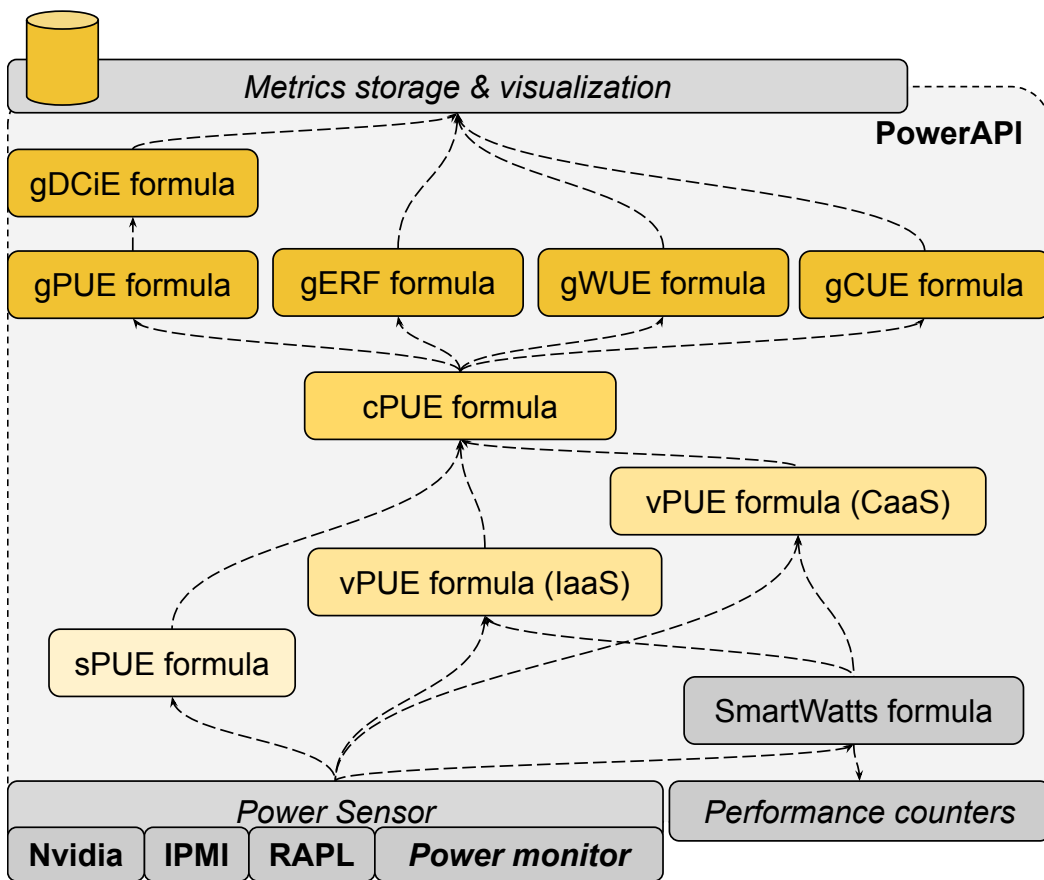 Metrics storage & visualization
PowerAPI
gDCiE formula
gPUE formula
gERF formula
gWUE formula
gCUE formula
cPUE formula
vPUE formula (CaaS)
vPUE formula (IaaS)
sPUE formula
SmartWatts formula
Power Sensor
Performance counters
Nvidia
IPMI
RAPL
Power monitor